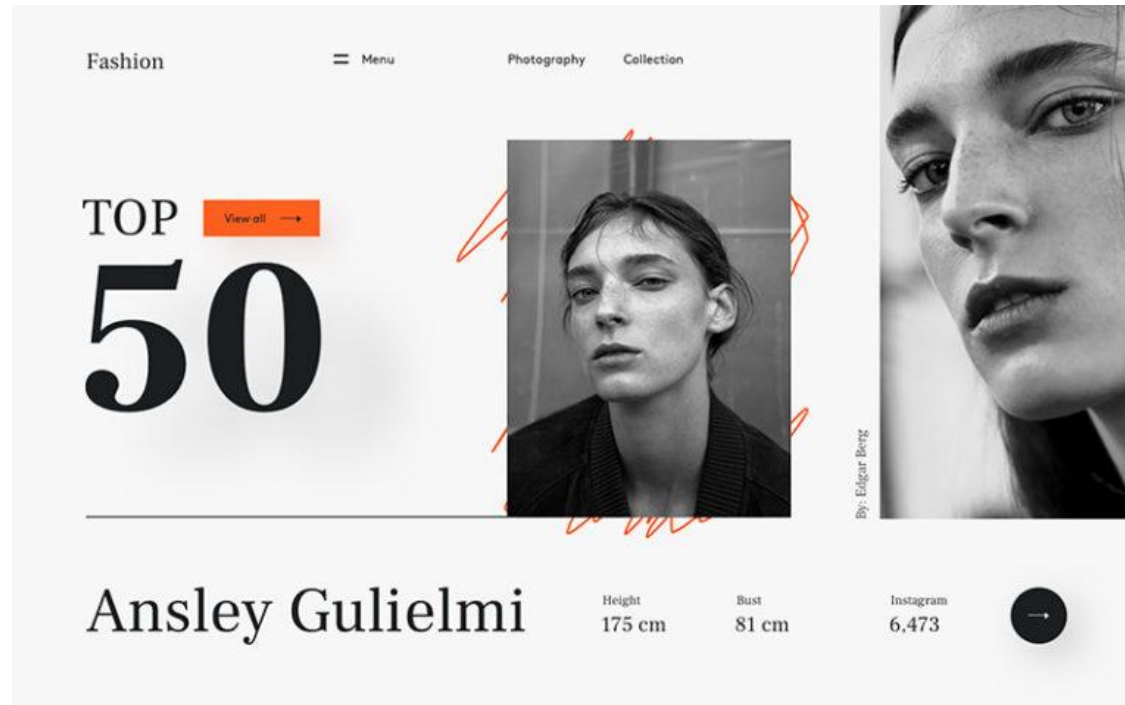 Fashion
Menu
Photography
Collection
TOP
View all
50
By: Edgar Berg
Ansley Gulielmi
Height
175 cm
Bust
81 cm
Instagram
6,473